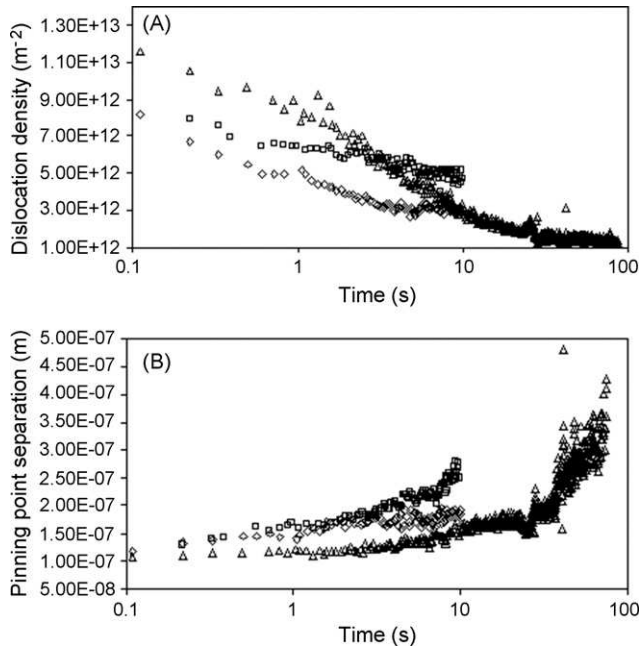 (A)
Dislocation density (m-2)
1.30E+13
1.10E+13
9.00E+12
7.00E+12
5.00E+12
3.00E+12
1.00E+12
0.1 1 10 100
Time (s)
(B)
Pinning point separation (m)
5.00E-07
4.00E-07
3.50E-07
3.00E-07
2.50E-07
2.00E-07
1.50E-07
1.00E-07
5.00E-08
0.1 1 10 100
Time (s)